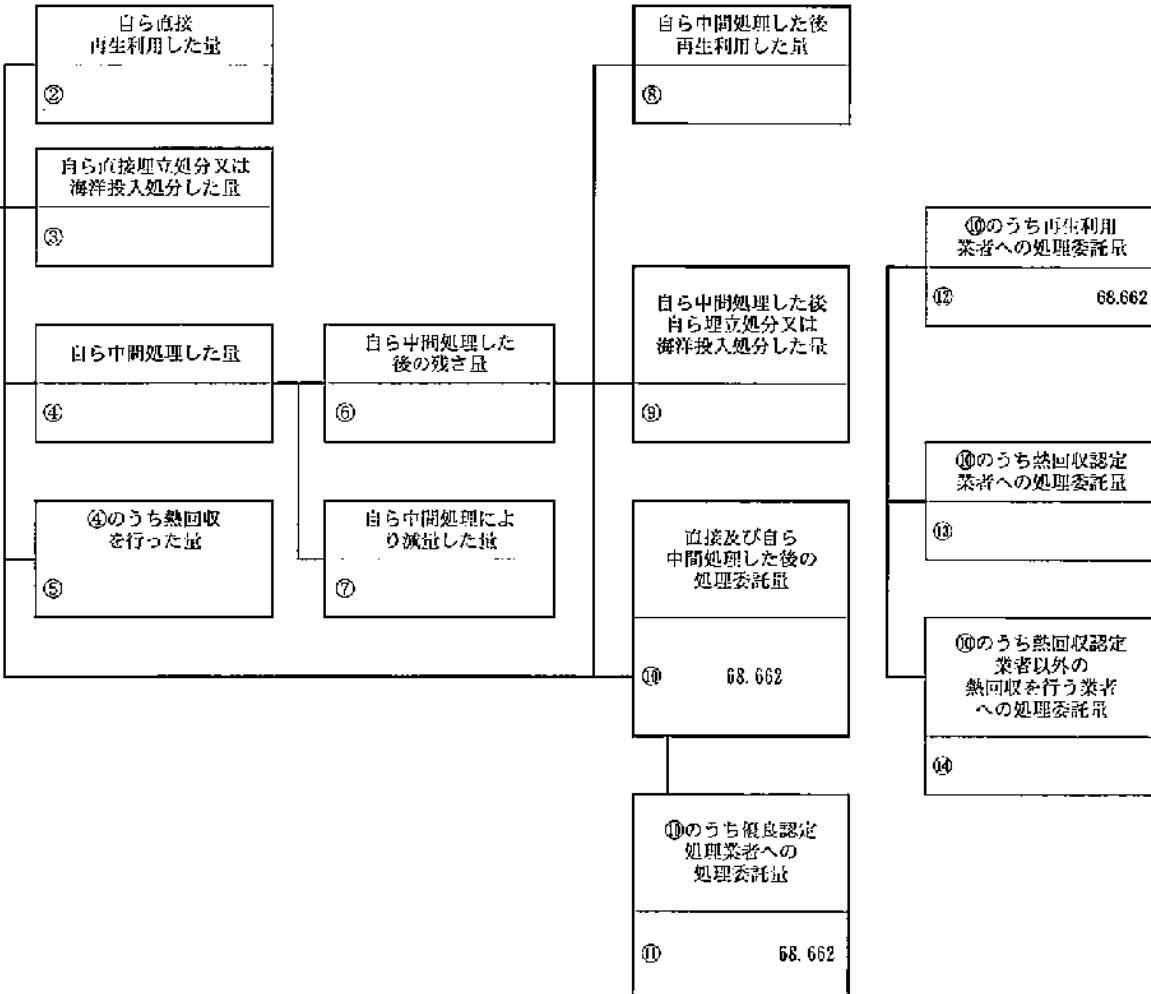 自ら直接
再生利用した量
②
自ら直接埋立処分又は
海洋投入処分した量
③
自ら中間処理した量
④
④のうち熱回収
を行った量
⑤
自ら中間処理した
後の残さ量
⑥
自ら中間処理によ
り減量した量
⑦
自ら中間処理した後
再生利用した量
⑧
自ら中間処理した後
自ら埋立処分又は
海洋投入処分した量
⑨
直接及び自ら
中間処理した後の
処理委託量
⑩ 68.662
⑩のうち優良認定
処理業者への
処理委託量
⑪ 68.662
⑩のうち再生利用
業者への処理委託量
⑫ 68.662
⑩のうち熱回収認定
業者への処理委託量
⑬
⑩のうち熱回収認定
業者以外の
熱回収を行う業者
への処理委託量
⑭